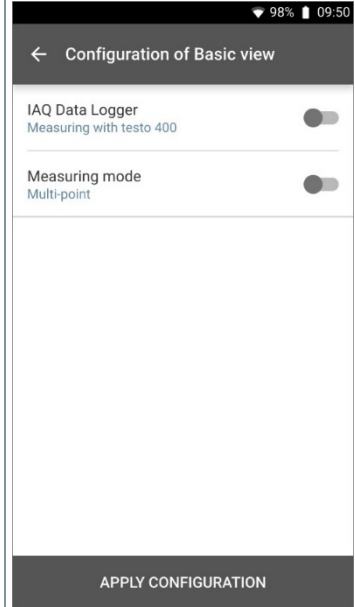 98% 09:50
Configuration of Basic view
IAQ Data Logger
Measuring with testo 400
Measuring mode
Multi-point
APPLY CONFIGURATION